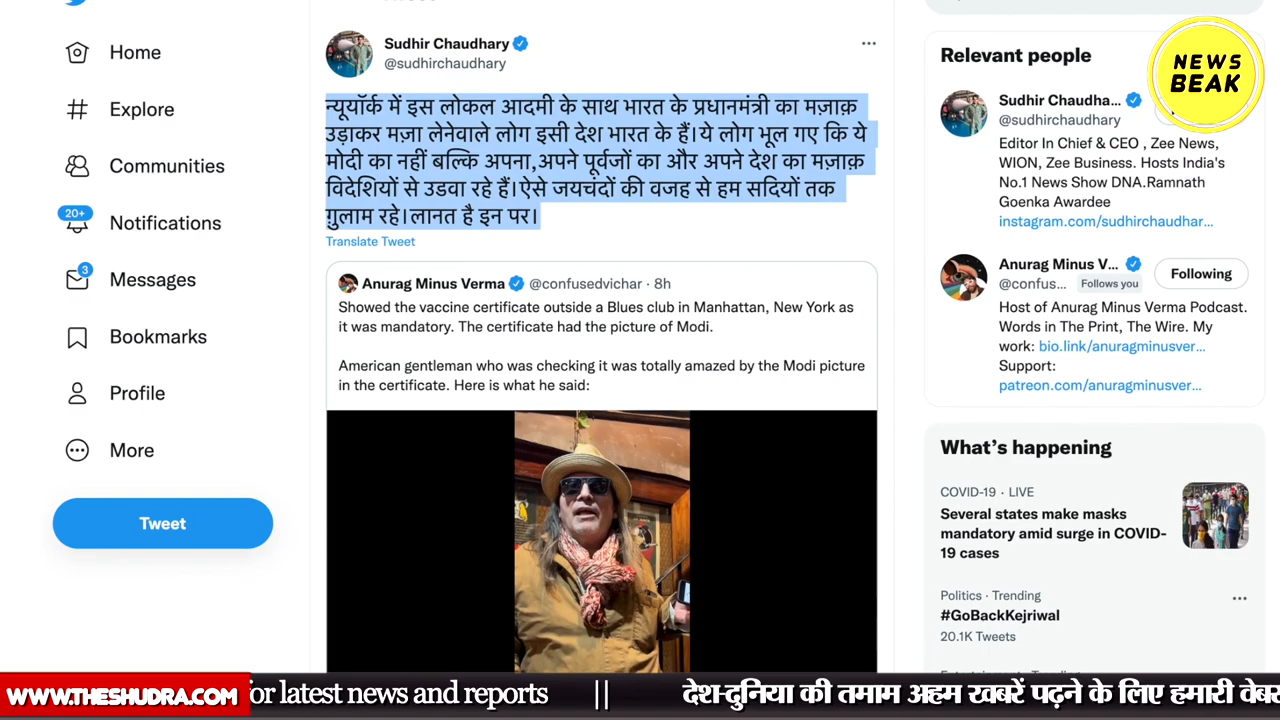 Home
Explore
Communities
20+
Notifications
3
Messages
Bookmarks
Profile
More
Tweet
Sudhir Chaudhary
@sudhirchaudhary
न्यूयॉर्क में इस लोकल आदमी के साथ भारत के प्रधानमंत्री का मज़ाक़
उड़ाकर मज़ा लेनेवाले लोग इसी देश भारत के हैं।ये लोग भूल गए कि ये
मोदी का नहीं बल्कि अपना,अपने पूर्वजों का और अपने देश का मज़ाक़
विदेशियों से उडवा रहे हैं।ऐसे जयचंदों की वजह से हम सदियों तक
ग़ुलाम रहे।लानत है इन पर।
Translate Tweet
Anurag Minus Verma @confusedvichar · 8h
Showed the vaccine certificate outside a Blues club in Manhattan, New York as
it was mandatory. The certificate had the picture of Modi.
American gentleman who was checking it was totally amazed by the Modi picture
in the certificate. Here is what he said:
Relevant people
NEWS
BEAK
Sudhir Chaudha...
@sudhirchaudhary
Editor In Chief & CEO , Zee News,
WION, Zee Business. Hosts India's
No.1 News Show DNA.Ramnath
Goenka Awardee
instagram.com/sudhirchaudhar...
Anurag Minus V...
@confus... Follows you
Following
Host of Anurag Minus Verma Podcast.
Words in The Print, The Wire. My
work: bio.link/anuragminusver...
Support:
patreon.com/anuragminusver...
What's happening
COVID-19 · LIVE
Several states make masks
mandatory amid surge in COVID-
19 cases
Politics · Trending
#GoBackKejriwal
20.1K Tweets
WWW.THESHUDRA.COM for latest news and reports || देश-दुनिया की तमाम अहम खबरें पढ़ने के लिए हमारी वेबस